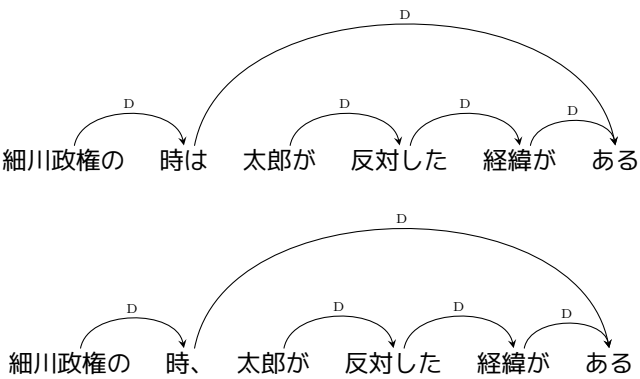 D
D D D D
細川政権の 時は 太郎が 反対した 経緯が ある
D
D D D D
細川政権の 時、 太郎が 反対した 経緯が ある